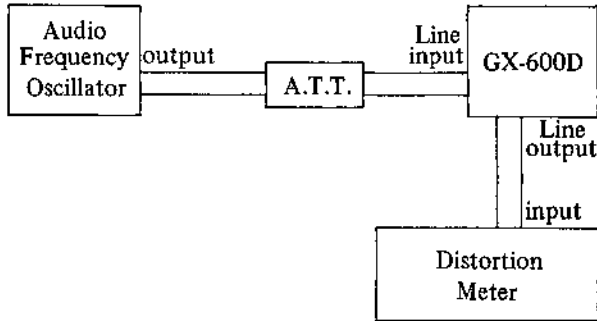 Audio
Frequency
Oscillator
output
A.T.T.
Line
input
GX-600D
Line
output
input
Distortion
Meter